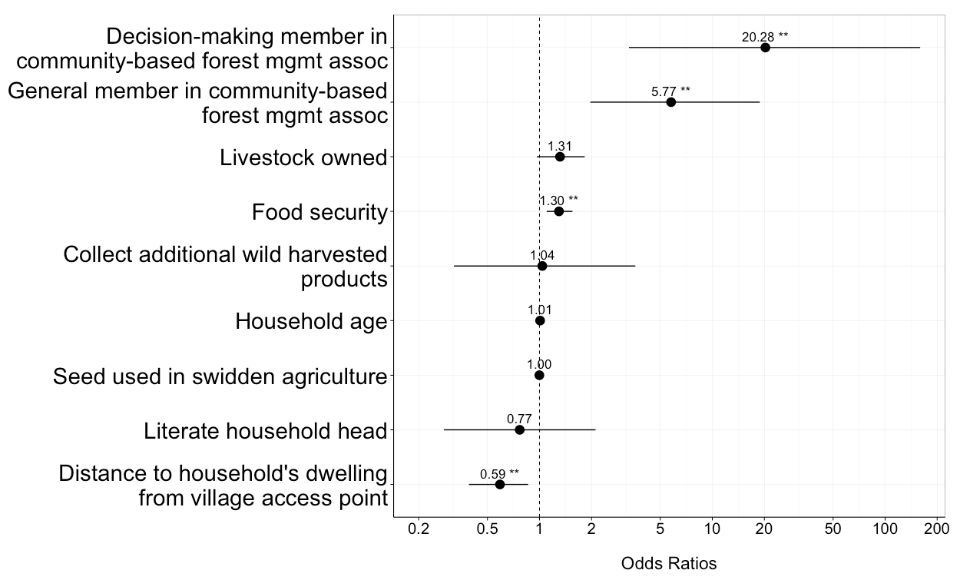 Decision-making member in
community-based forest mgmt assoc
20.28 **
General member in community-based
forest mgmt assoc
5.77 **
Livestock owned
1.31
Food security
1.30 **
Collect additional wild harvested
products
1.04
Household age
1.01
Seed used in swidden agriculture
1.00
Literate household head
0.77
Distance to household's dwelling
from village access point
0.59 **
0.2 0.5 1 2 5 10 20 50 100 200
Odds Ratios